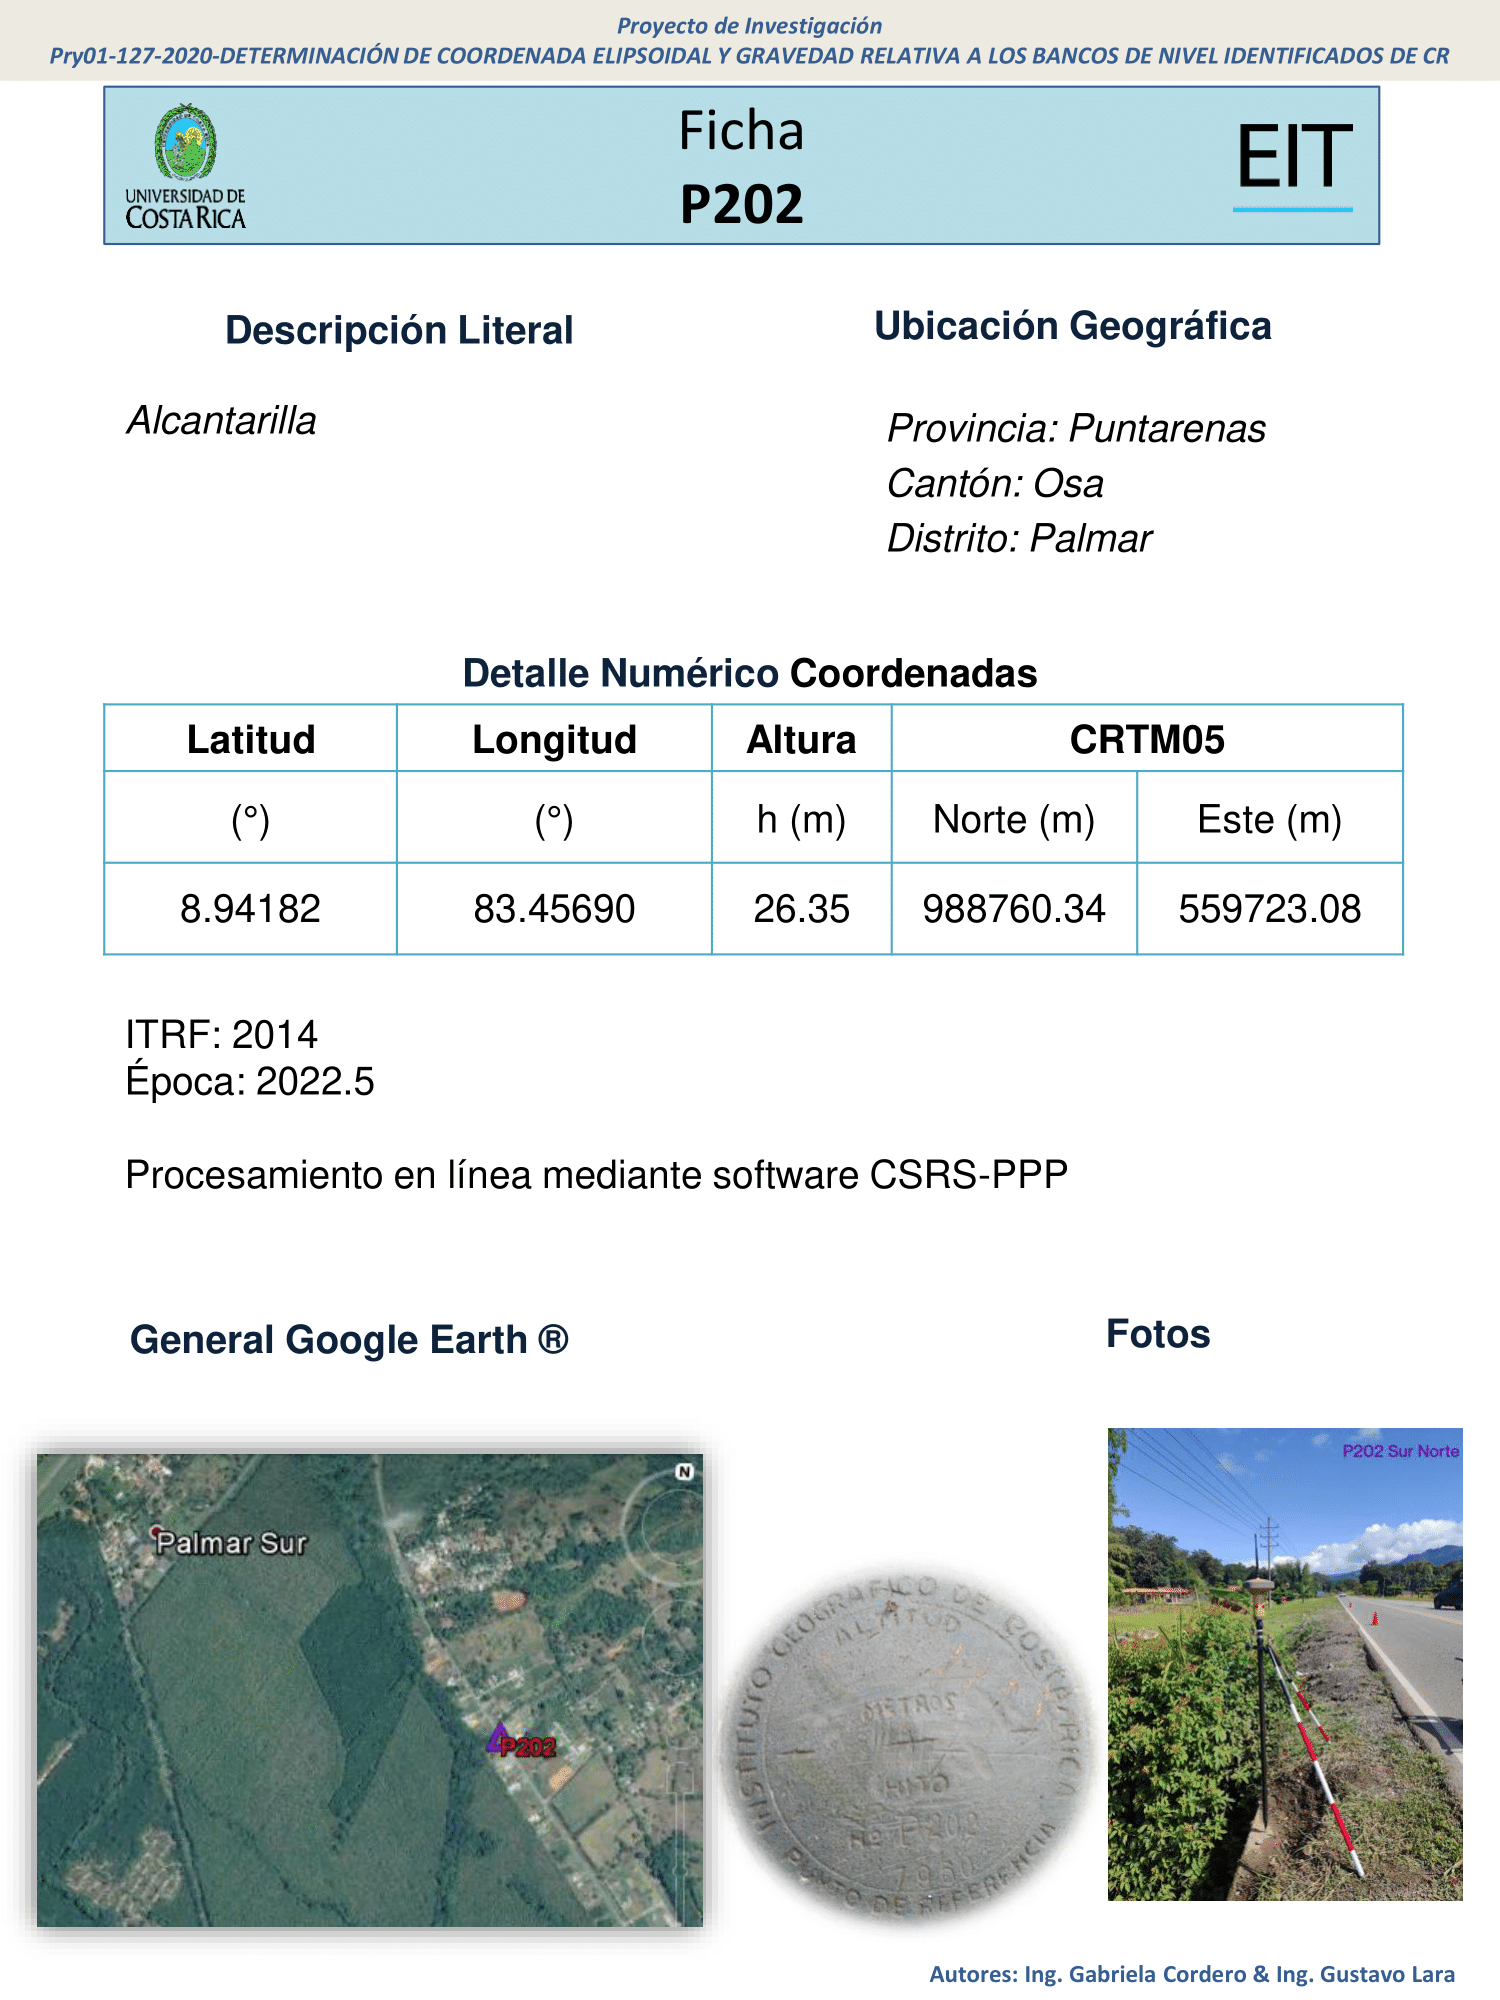 Proyecto de Investigación
Pry01-127-2020-DETERMINACIÓN DE COORDENADA ELIPSOIDAL Y GRAVEDAD RELATIVA A LOS BANCOS DE NIVEL IDENTIFICADOS DE CR
UNIVERSIDAD DE
COSTA RICA
Ficha
P202
EIT
Descripción Literal
Alcantarilla
Ubicación Geográfica
Provincia: Puntarenas
Cantón: Osa
Distrito: Palmar
Detalle Numérico Coordenadas
Latitud Longitud Altura CRTM05
(°) (°) h (m) Norte (m) Este (m)
8.94182 83.45690 26.35 988760.34 559723.08
ITRF: 2014
Época: 2022.5
Procesamiento en línea mediante software CSRS-PPP
General Google Earth ®
Fotos
N
Palmar Sur
P202
INSTITUTO GEOGRAFICO DE COSTA RICA
ALTITUD
METROS
HITO
PUNTO DE REFERENCIA
P202 Sur Norte
Autores: Ing. Gabriela Cordero & Ing. Gustavo Lara